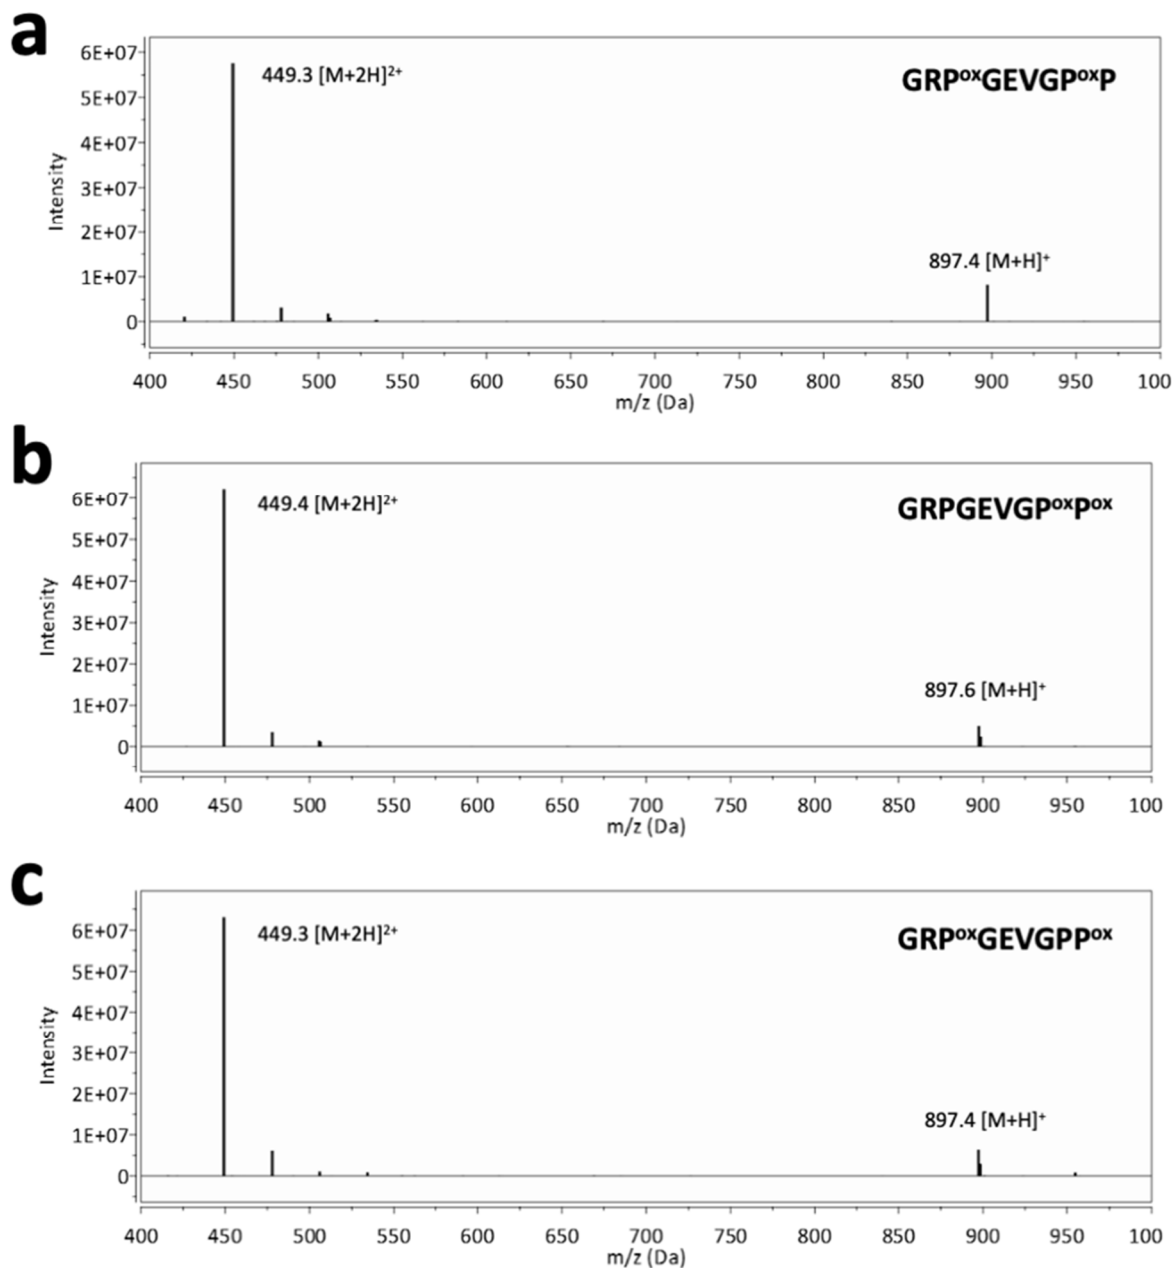 a
6E+07
5E+07
4E+07
3E+07
2E+07
1E+07
0
Intensity
449.3 [M+2H]²⁺
GRPᵒˣGEVGPᵒˣP
897.4 [M+H]⁺
400 450 500 550 600 650 700 750 800 850 900 950 100
m/z (Da)
b
6E+07
5E+07
4E+07
3E+07
2E+07
1E+07
0
Intensity
449.4 [M+2H]²⁺
GRPGEVGPᵒˣPᵒˣ
897.6 [M+H]⁺
400 450 500 550 600 650 700 750 800 850 900 950 100
m/z (Da)
c
6E+07
5E+07
4E+07
3E+07
2E+07
1E+07
0
Intensity
449.3 [M+2H]²⁺
GRPᵒˣGEVGPPᵒˣ
897.4 [M+H]⁺
400 450 500 550 600 650 700 750 800 850 900 950 100
m/z (Da)